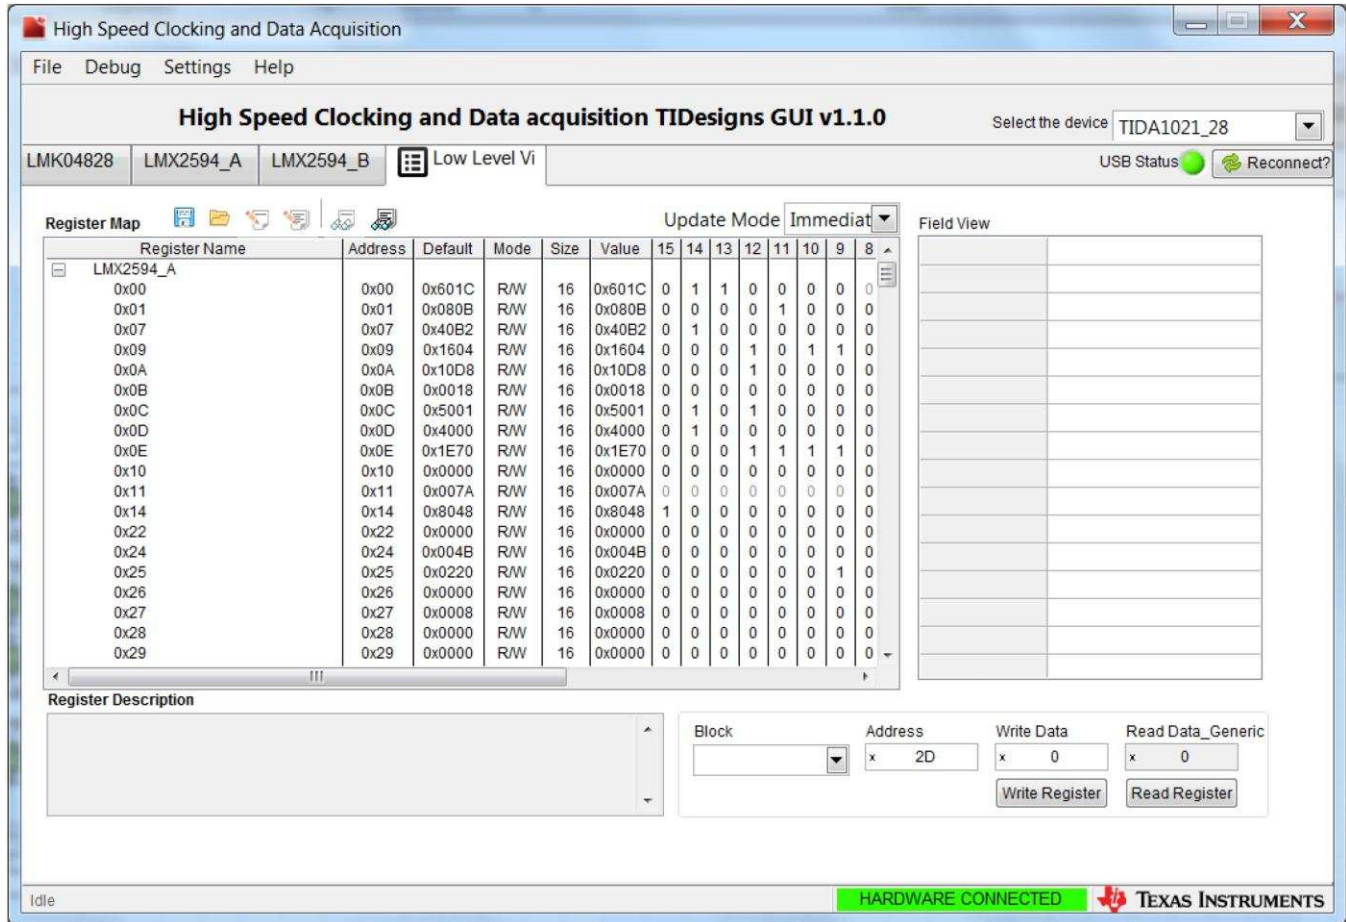 High Speed Clocking and Data Acquisition
File Debug Settings Help
High Speed Clocking and Data acquisition TIDesigns GUI v1.1.0
Select the device TIDA1021_28
LMK04828 LMX2594_A LMX2594_B Low Level Vi
USB Status Reconnect?
Register Map Update Mode Immediat Field View
Register Name Address Default Mode Size Value 15 14 13 12 11 10 9 8
LMX2594_A
0x00 0x00 0x601C R/W 16 0x601C 0 1 1 0 0 0 0 0
0x01 0x01 0x080B R/W 16 0x080B 0 0 0 0 1 0 0 0
0x07 0x07 0x40B2 R/W 16 0x40B2 0 1 0 0 0 0 0 0
0x09 0x09 0x1604 R/W 16 0x1604 0 0 0 1 0 1 1 0
0x0A 0x0A 0x10D8 R/W 16 0x10D8 0 0 0 1 0 0 0 0
0x0B 0x0B 0x0018 R/W 16 0x0018 0 0 0 0 0 0 0 0
0x0C 0x0C 0x5001 R/W 16 0x5001 0 1 0 1 0 0 0 0
0x0D 0x0D 0x4000 R/W 16 0x4000 0 1 0 0 0 0 0 0
0x0E 0x0E 0x1E70 R/W 16 0x1E70 0 0 0 1 1 1 1 0
0x10 0x10 0x0000 R/W 16 0x0000 0 0 0 0 0 0 0 0
0x11 0x11 0x007A R/W 16 0x007A 0 0 0 0 0 0 0 0
0x14 0x14 0x8048 R/W 16 0x8048 1 0 0 0 0 0 0 0
0x22 0x22 0x0000 R/W 16 0x0000 0 0 0 0 0 0 0 0
0x24 0x24 0x004B R/W 16 0x004B 0 0 0 0 0 0 0 0
0x25 0x25 0x0220 R/W 16 0x0220 0 0 0 0 0 0 1 0
0x26 0x26 0x0000 R/W 16 0x0000 0 0 0 0 0 0 0 0
0x27 0x27 0x0008 R/W 16 0x0008 0 0 0 0 0 0 0 0
0x28 0x28 0x0000 R/W 16 0x0000 0 0 0 0 0 0 0 0
0x29 0x29 0x0000 R/W 16 0x0000 0 0 0 0 0 0 0 0
Register Description
Block Address Write Data Read Data_Generic
x 2D x 0 x 0
Write Register Read Register
Idle HARDWARE CONNECTED TEXAS INSTRUMENTS